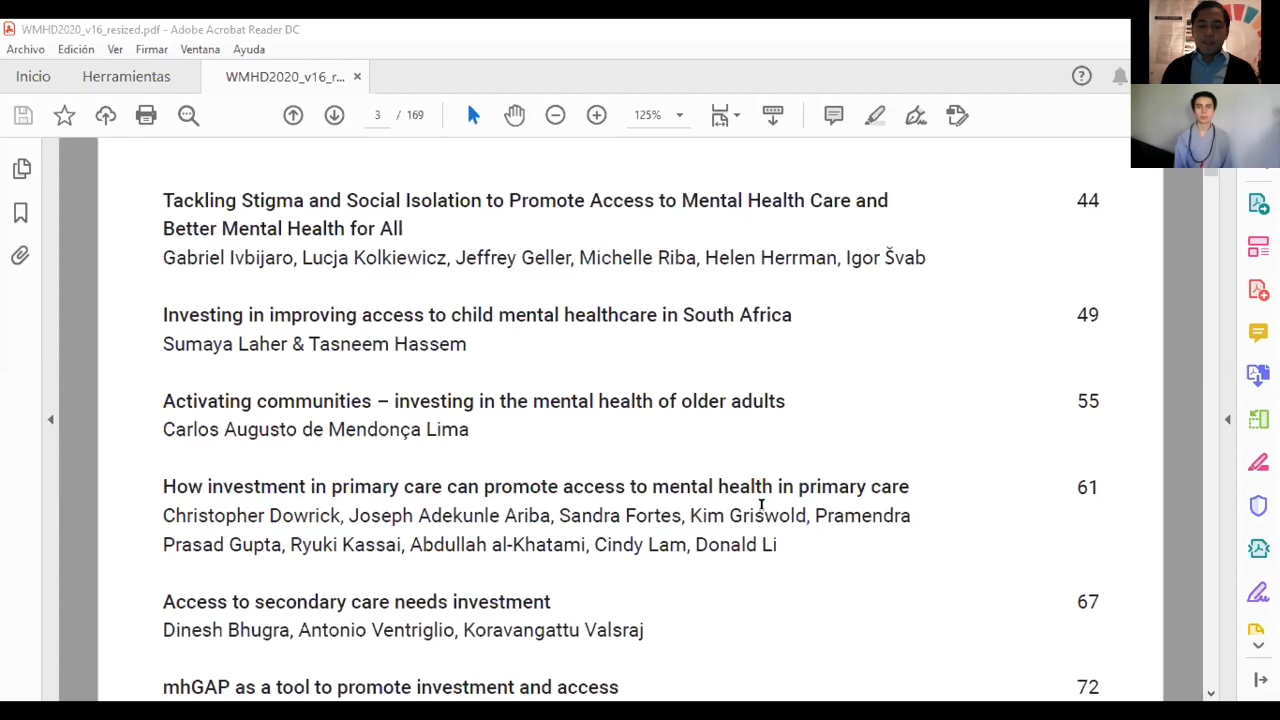 WMHD2020_v16_resized.pdf - Adobe Acrobat Reader DC
Archivo Edición Ver Firmar Ventana Ayuda
Inicio Herramientas WMHD2020_v16_r... ×
3 / 169 125%
Tackling Stigma and Social Isolation to Promote Access to Mental Health Care and 44
Better Mental Health for All
Gabriel Ivbijaro, Lucja Kolkiewicz, Jeffrey Geller, Michelle Riba, Helen Herrman, Igor Švab
Investing in improving access to child mental healthcare in South Africa 49
Sumaya Laher & Tasneem Hassem
Activating communities – investing in the mental health of older adults 55
Carlos Augusto de Mendonça Lima
How investment in primary care can promote access to mental health in primary care 61
Christopher Dowrick, Joseph Adekunle Ariba, Sandra Fortes, Kim Griswold, Pramendra
Prasad Gupta, Ryuki Kassai, Abdullah al-Khatami, Cindy Lam, Donald Li
Access to secondary care needs investment 67
Dinesh Bhugra, Antonio Ventriglio, Koravangattu Valsraj
mhGAP as a tool to promote investment and access 72